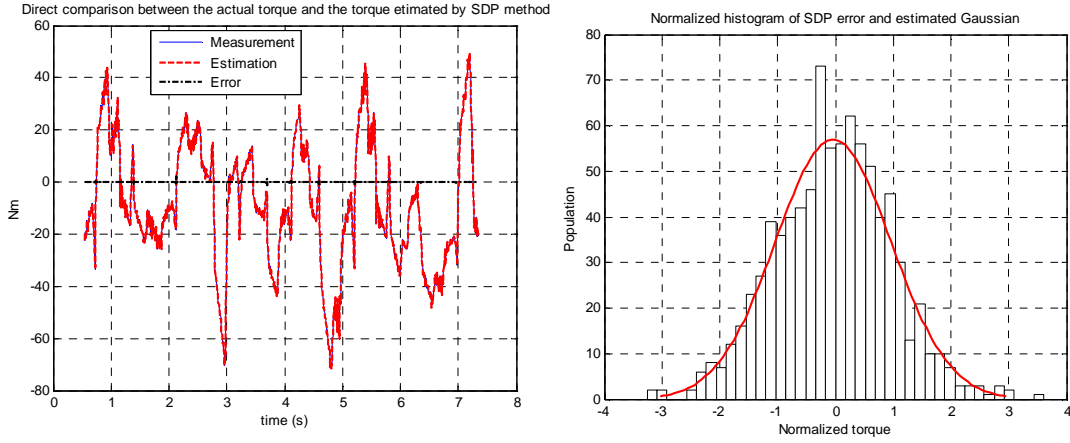 Direct comparison between the actual torque and the torque etimated by SDP method
60
40
20
0
-20
-40
-60
-80
Nm
Measurement
Estimation
Error
0 1 2 3 4 5 6 7 8
time (s)
Normalized histogram of SDP error and estimated Gaussian
80
70
60
50
40
30
20
10
0
Population
-4 -3 -2 -1 0 1 2 3 4
Normalized torque